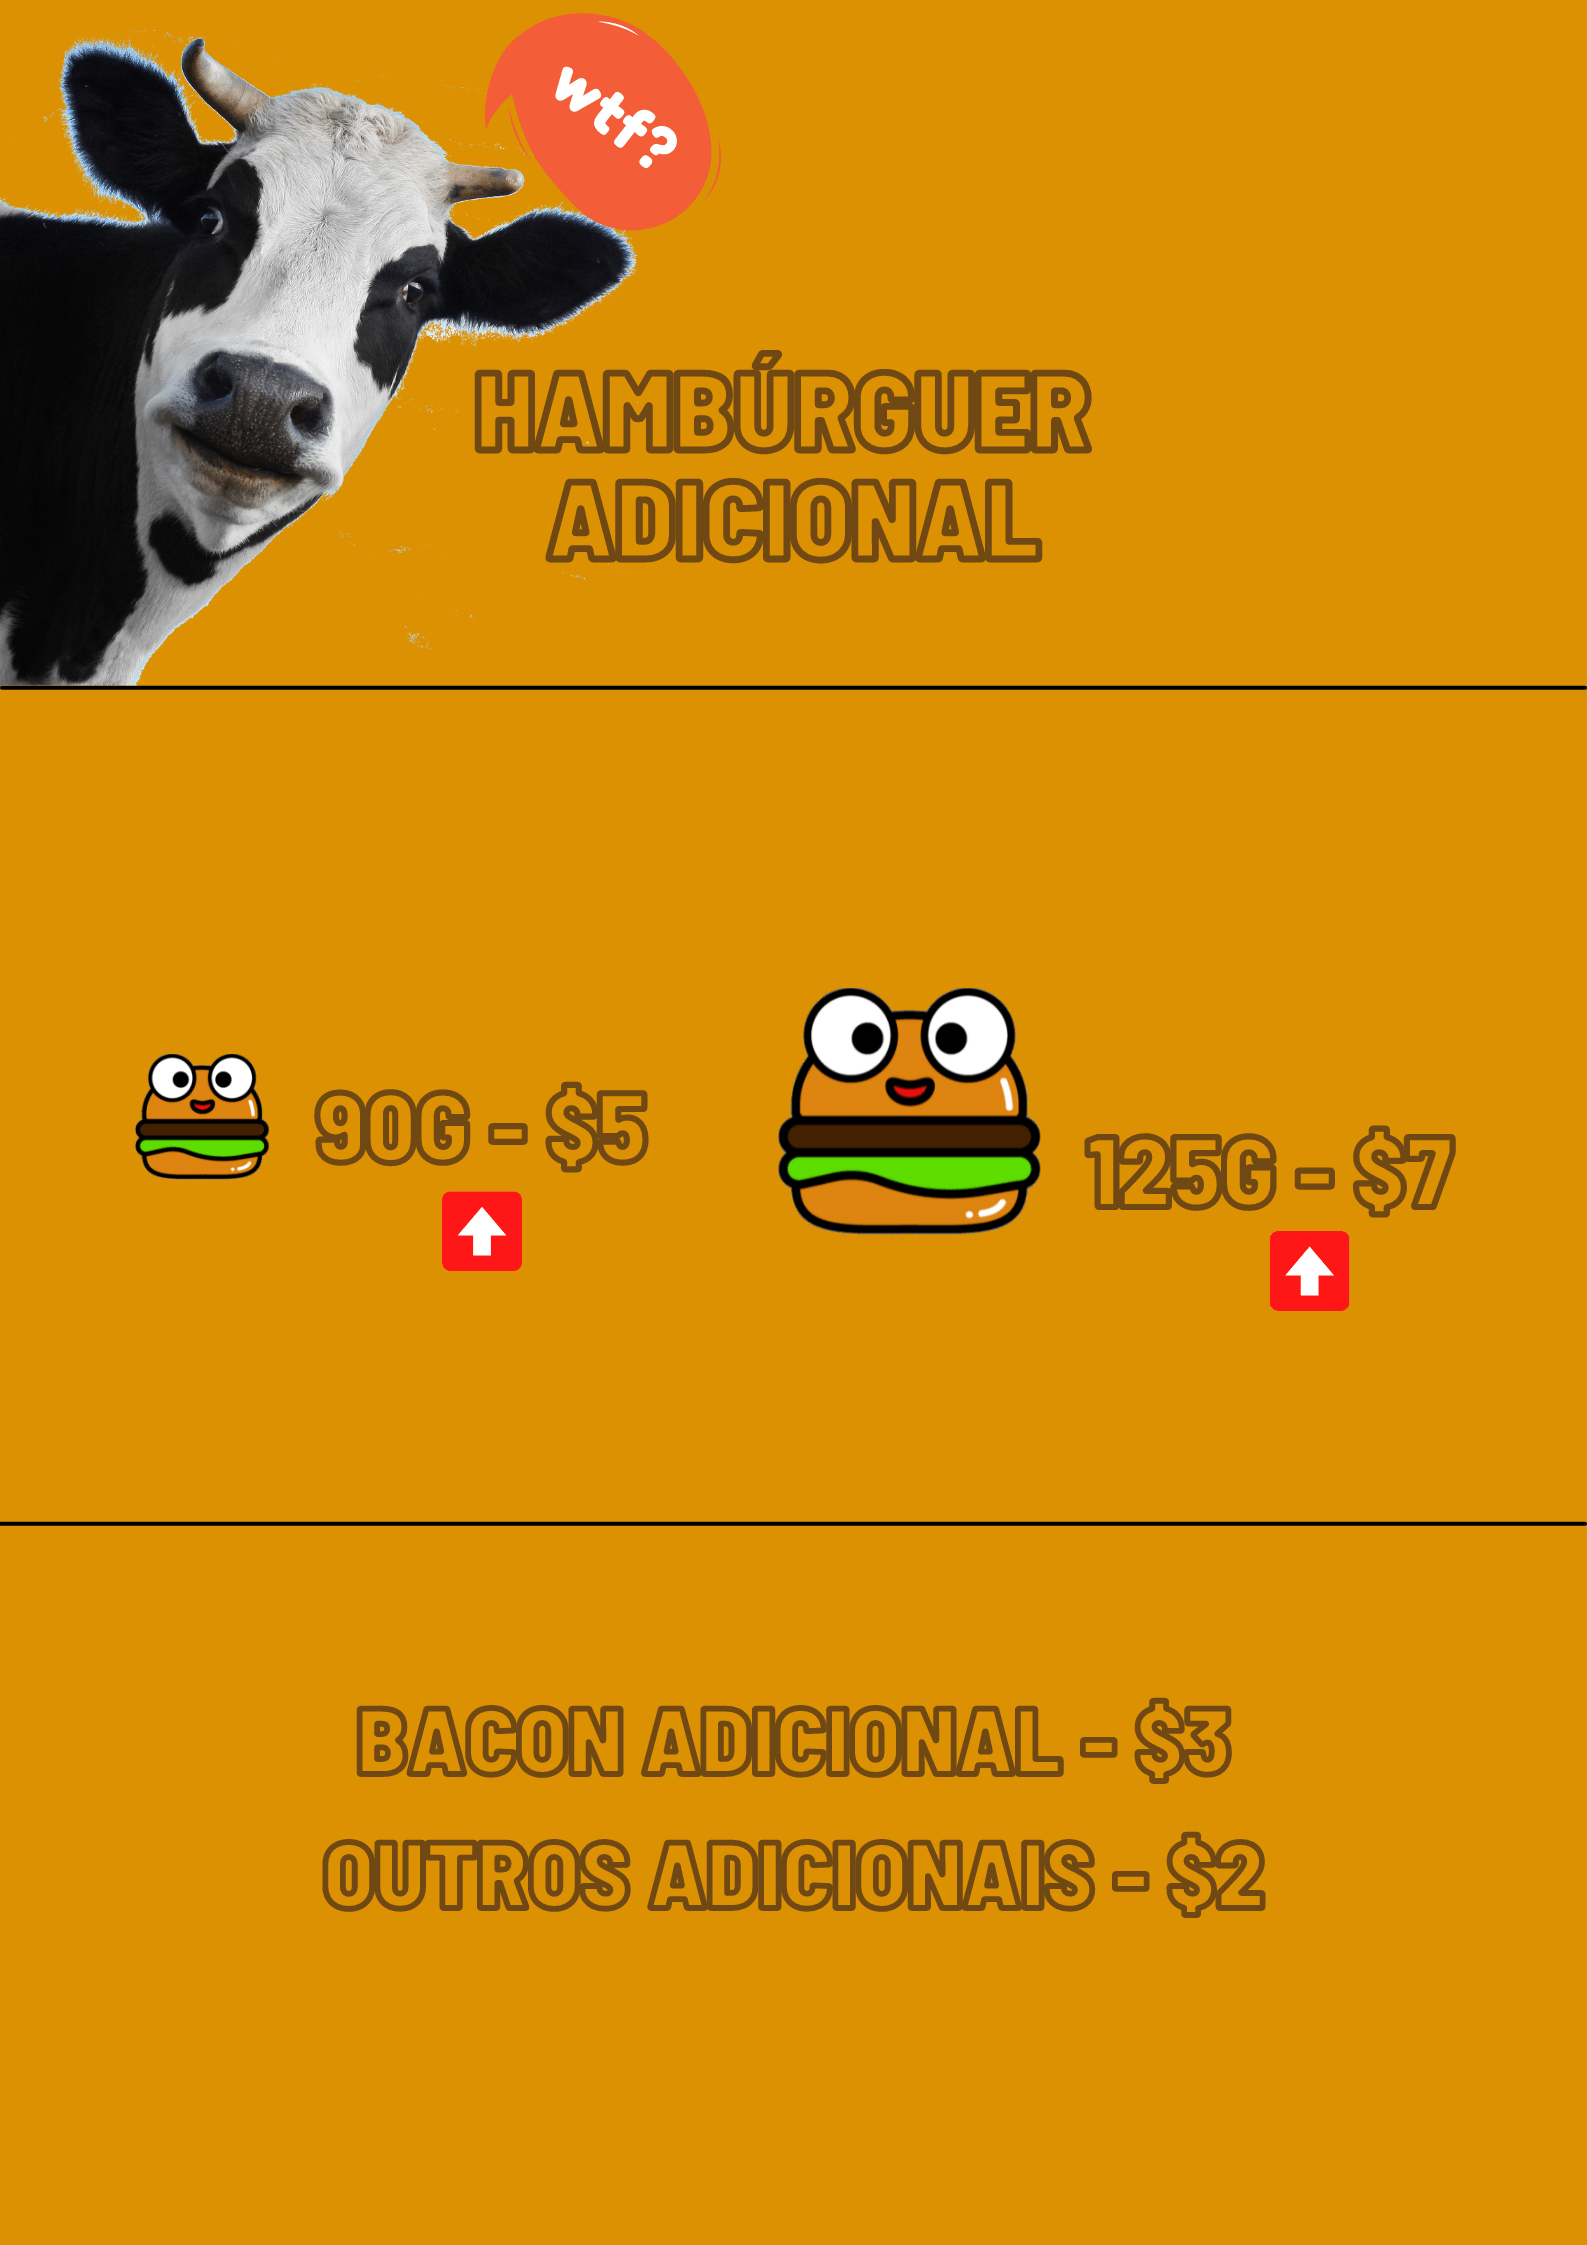 wtf?
HAMBÚRGUER
ADICIONAL
90G - $5
125G - $7
BACON ADICIONAL - $3
OUTROS ADICIONAIS - $2